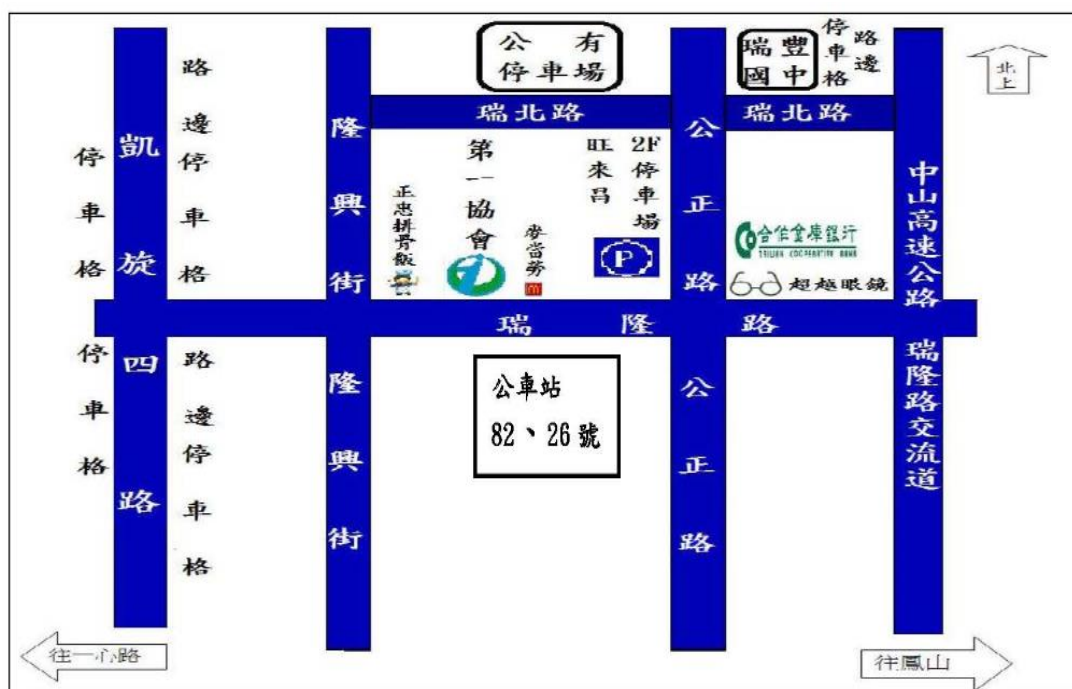 公有
停車場
瑞豐
國中
路邊
停車格
北上
凱旋四路
路邊停車格
停車格
隆興街
瑞北路
公正路
瑞北路
中山高速公路
第一協會
正忠排骨飯
麥當勞
旺來昌
2F停車場
P
合作金庫銀行
TAIWAN COOPERATIVE BANK
超越眼鏡
瑞隆路
停車格
路邊停車格
隆興街
公車站
82、26號
公正路
瑞隆路交流道
往一心路
往鳳山